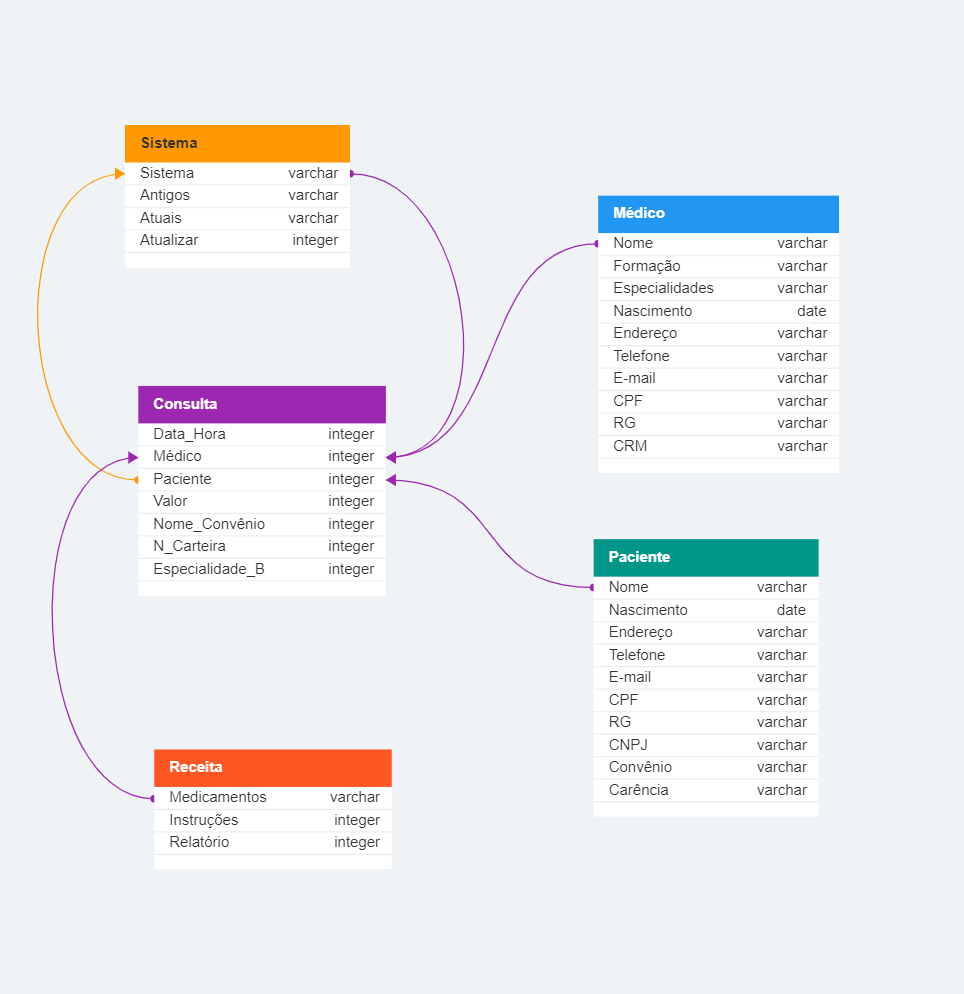 Sistema
Sistema varchar
Antigos varchar
Atuais varchar
Atualizar integer
Médico
Nome varchar
Formação varchar
Especialidades varchar
Nascimento date
Endereço varchar
Telefone varchar
E-mail varchar
CPF varchar
RG varchar
CRM varchar
Consulta
Data_Hora integer
Médico integer
Paciente integer
Valor integer
Nome_Convênio integer
N_Carteira integer
Especialidade_B integer
Paciente
Nome varchar
Nascimento date
Endereço varchar
Telefone varchar
E-mail varchar
CPF varchar
RG varchar
CNPJ varchar
Convênio varchar
Carência varchar
Receita
Medicamentos varchar
Instruções integer
Relatório integer